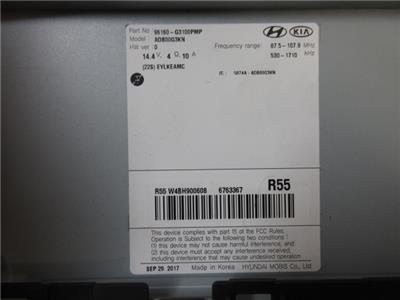 Part No : 96160 - G3100PMP
Model : ADB00G3KN
HW ver : 0
14.4 V. 4 Ω. 10 A
(22S) EYLKEAMC
HYUNDAI KIA
Frequency range: 87.5 - 107.9 MHz
530 - 1710 kHz
IC : 5074A - ADB00G3KN
R55 W4BH900608 6763367
R55
This device complies with part 15 of the FCC Rules.
Operation is Subject to the following two conditions:
(1) this device may not cause harmful interference, and
(2) this device must accept any interference received,
including interference that may cause undesired operation
SEP 29 2017 Made in Korea HYUNDAI MOBIS Co., Ltd